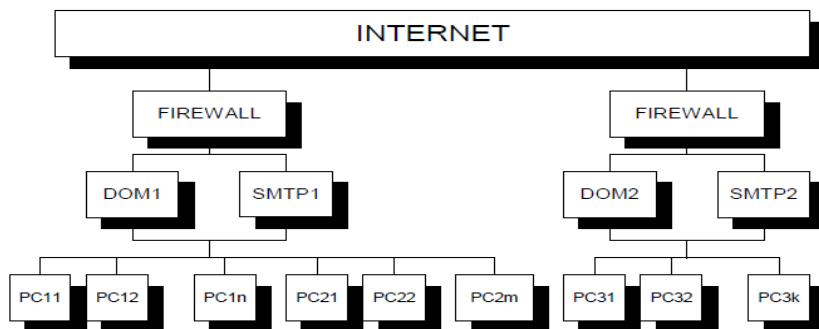 INTERNET
FIREWALL FIREWALL
DOM1 SMTP1 DOM2 SMTP2
PC11 PC12 PC1n PC21 PC22 PC2m PC31 PC32 PC3k